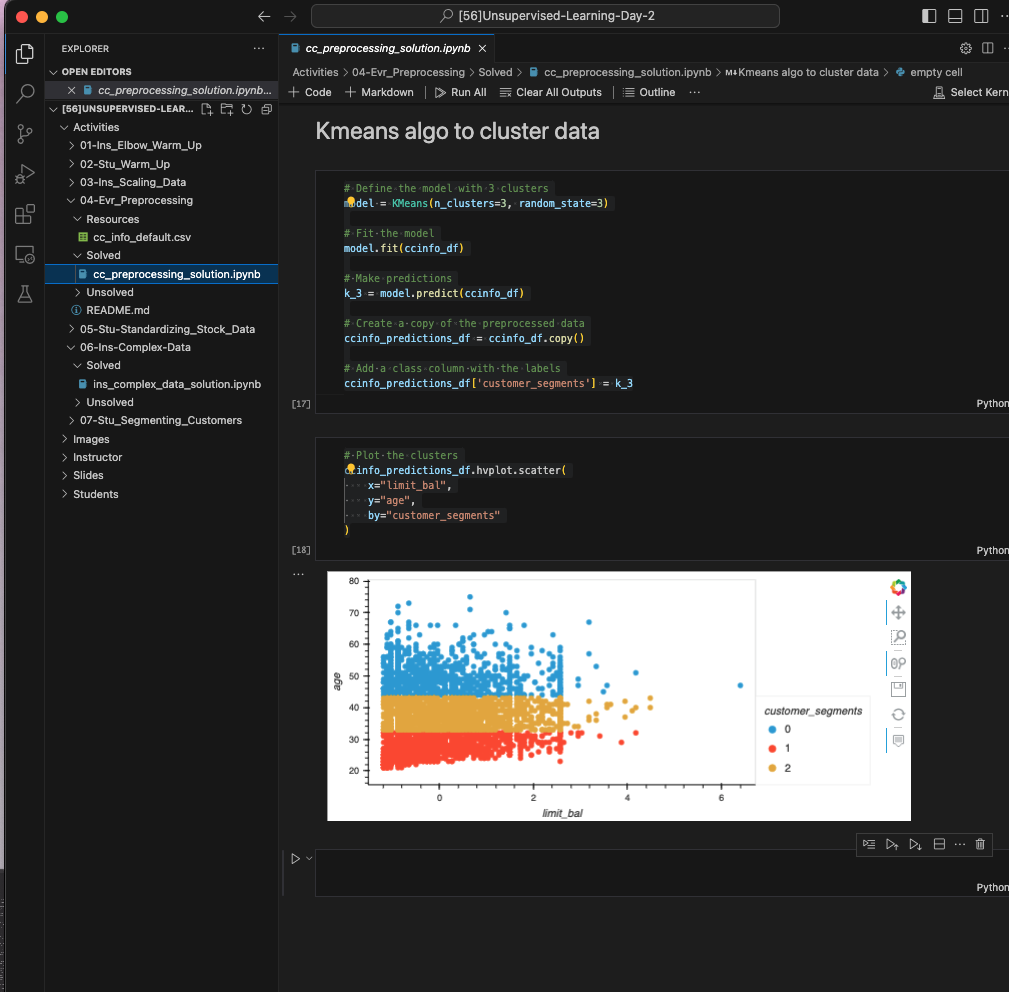 [56]Unsupervised-Learning-Day-2
EXPLORER
cc_preprocessing_solution.ipynb
OPEN EDITORS
cc_preprocessing_solution.ipynb...
Activities > 04-Evr_Preprocessing > Solved > cc_preprocessing_solution.ipynb > M↓Kmeans algo to cluster data > empty cell
+ Code + Markdown Run All Clear All Outputs Outline ... Select Kern
[56]UNSUPERVISED-LEAR...
Activities
01-Ins_Elbow_Warm_Up
02-Stu_Warm_Up
03-Ins_Scaling_Data
04-Evr_Preprocessing
Resources
cc_info_default.csv
Solved
cc_preprocessing_solution.ipynb
Unsolved
README.md
05-Stu-Standardizing_Stock_Data
06-Ins-Complex-Data
Solved
ins_complex_data_solution.ipynb
Unsolved
07-Stu_Segmenting_Customers
Images
Instructor
Slides
Students
Kmeans algo to cluster data
# Define the model with 3 clusters
model = KMeans(n_clusters=3, random_state=3)
# Fit the model
model.fit(ccinfo_df)
# Make predictions
k_3 = model.predict(ccinfo_df)
# Create a copy of the preprocessed data
ccinfo_predictions_df = ccinfo_df.copy()
# Add a class column with the labels
ccinfo_predictions_df['customer_segments'] = k_3
[17]
Python
# Plot the clusters
ccinfo_predictions_df.hvplot.scatter(
x="limit_bal",
y="age",
by="customer_segments"
)
[18]
Python
80
70
60
50
40
30
20
age
0 2 4 6
limit_bal
customer_segments
0
1
2
Python